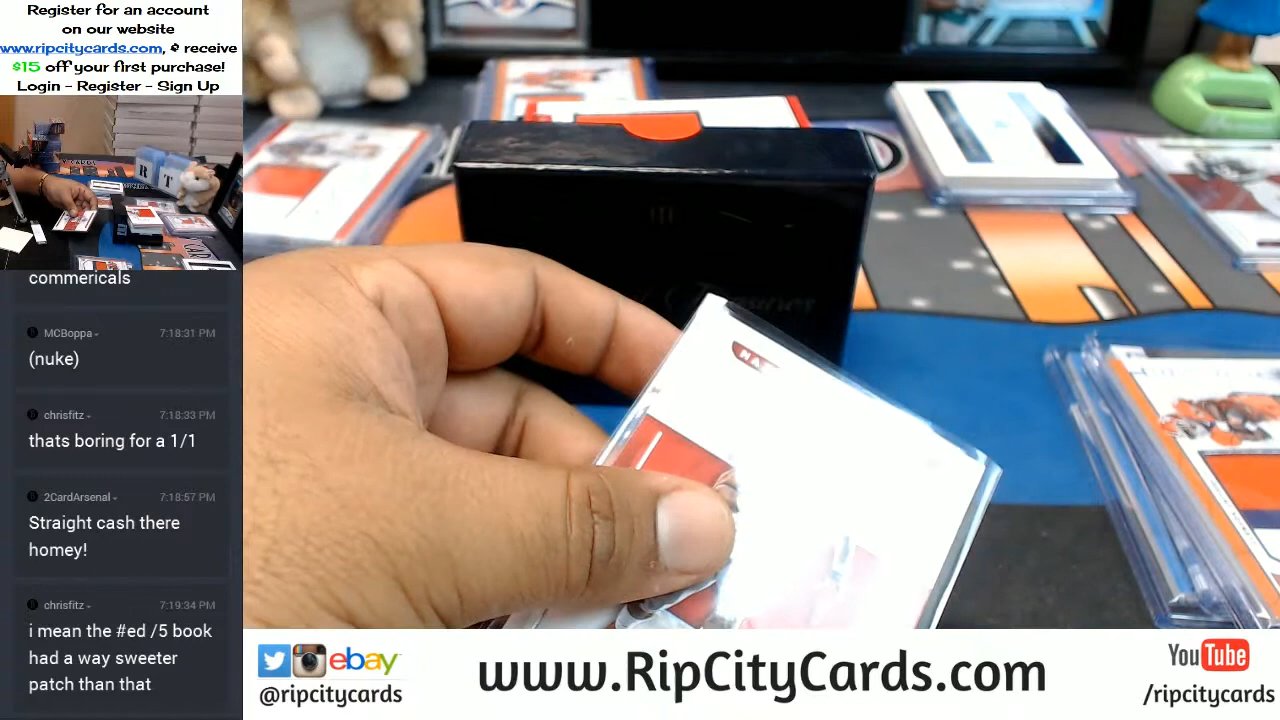 Register for an account
on our website
www.ripcitycards.com, & receive
$15 off your first purchase!
Login - Register - Sign Up
commericals
MCBoppa
7:18:31 PM
(nuke)
chrisfitz
7:18:33 PM
thats boring for a 1/1
2CardArsenal
7:18:57 PM
Straight cash there
homey!
chrisfitz
7:19:34 PM
i mean the #ed /5 book
had a way sweeter
patch than that
R
T
ebay
@ripcitycards
www.RipCityCards.com
YouTube
/ripcitycards